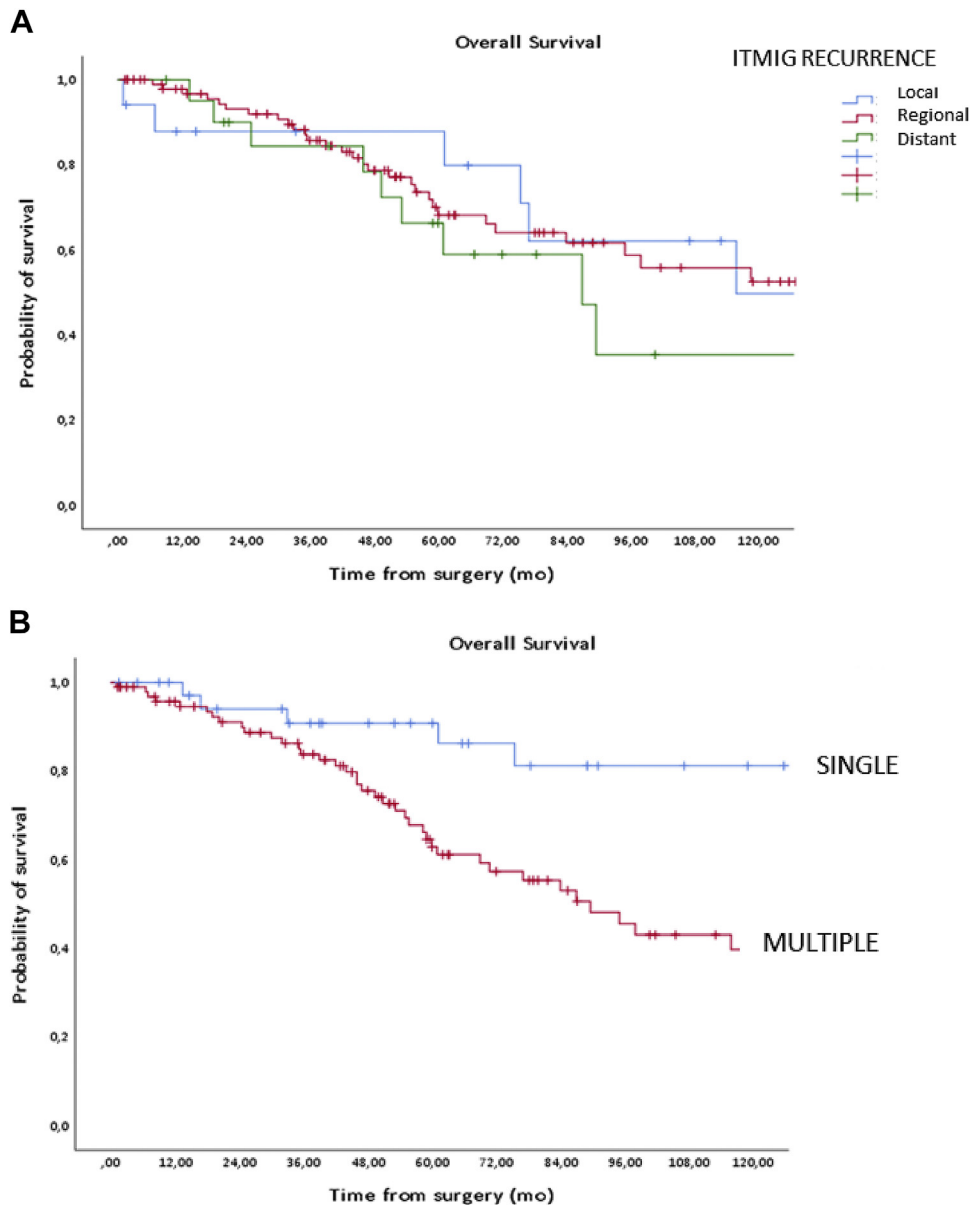 A
Overall Survival
ITMIG RECURRENCE
Local
Regional
Distant
1,0
0,8
0,6
0,4
0,2
0,0
Probability of survival
,00 12,00 24,00 36,00 48,00 60,00 72,00 84,00 96,00 108,00 120,00
Time from surgery (mo)
B
Overall Survival
1,0
0,8
0,6
0,4
0,2
0,0
Probability of survival
SINGLE
MULTIPLE
,00 12,00 24,00 36,00 48,00 60,00 72,00 84,00 96,00 108,00 120,00
Time from surgery (mo)